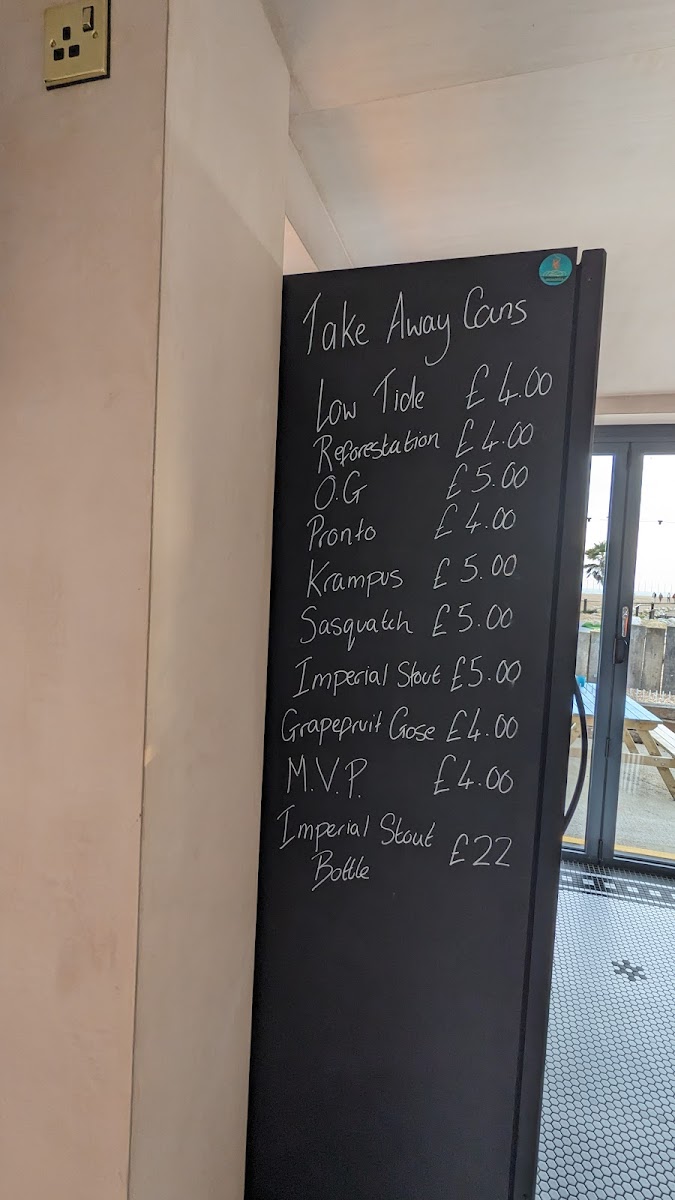 Take Away Cans
Low Tide £4.00
Reforestation £4.00
O.G £5.00
Pronto £4.00
Krampus £5.00
Sasquatch £5.00
Imperial Stout £5.00
Grapefruit Gose £4.00
M.V.P. £4.00
Imperial Stout
Bottle £22